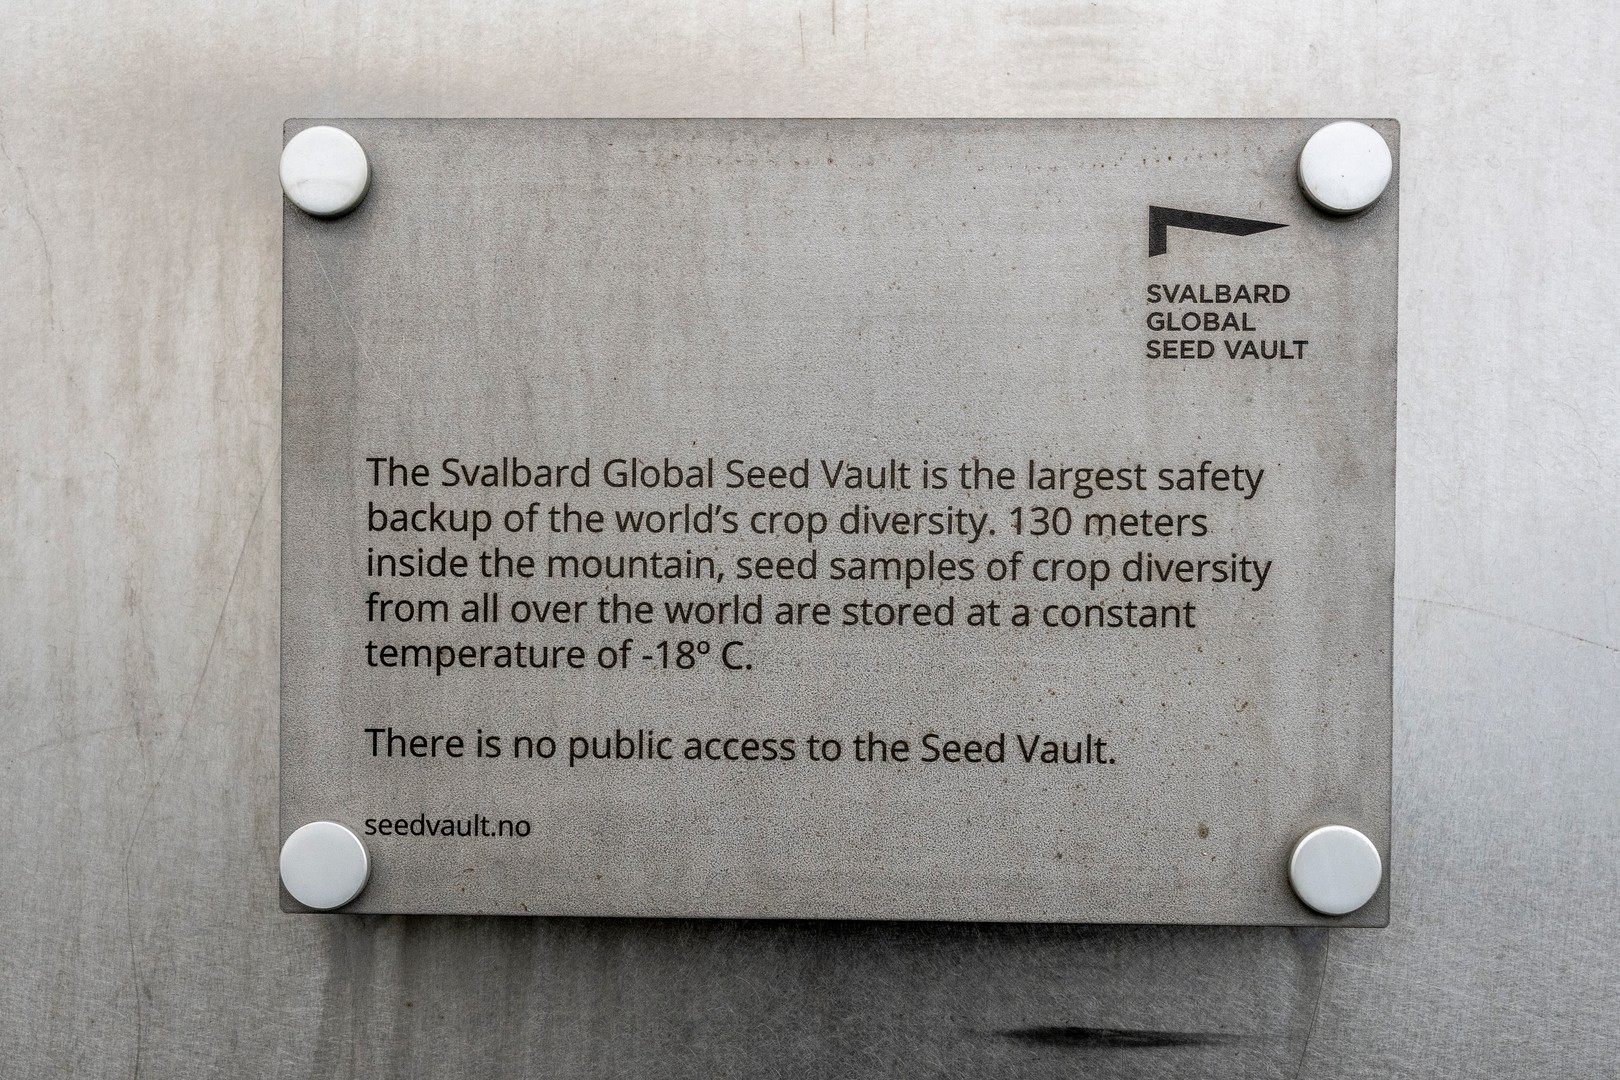 SVALBARD
GLOBAL
SEED VAULT
The Svalbard Global Seed Vault is the largest safety
backup of the world’s crop diversity. 130 meters
inside the mountain, seed samples of crop diversity
from all over the world are stored at a constant
temperature of -18º C.
There is no public access to the Seed Vault.
seedvault.no